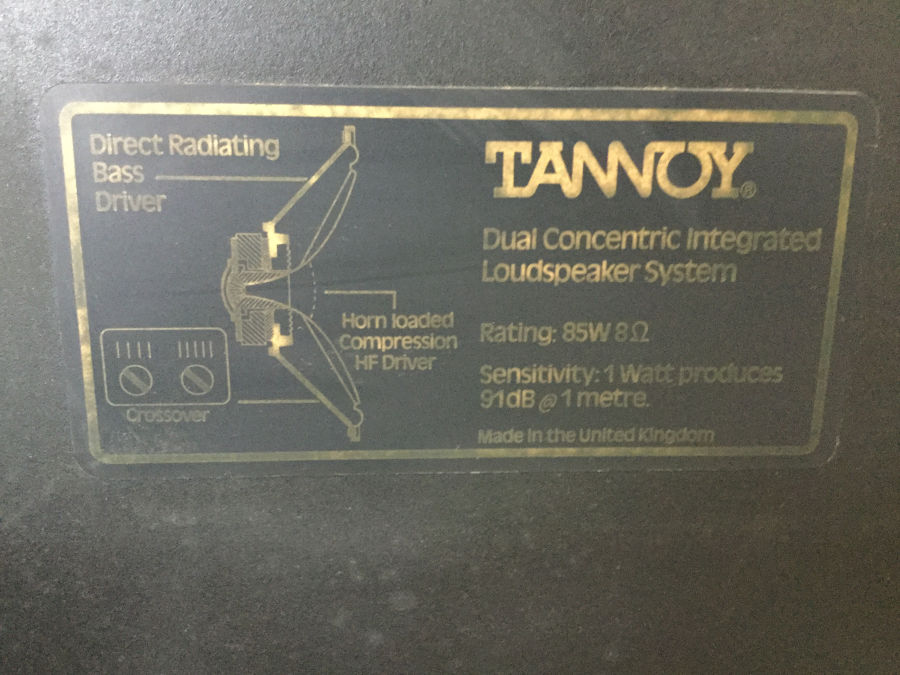 Direct Radiating
Bass
Driver
Horn loaded
Compression
HF Driver
Crossover
TANNOY®
Dual Concentric Integrated
Loudspeaker System
Rating: 85W 8Ω
Sensitivity: 1 Watt produces
91dB @ 1 metre.
Made in the United Kingdom